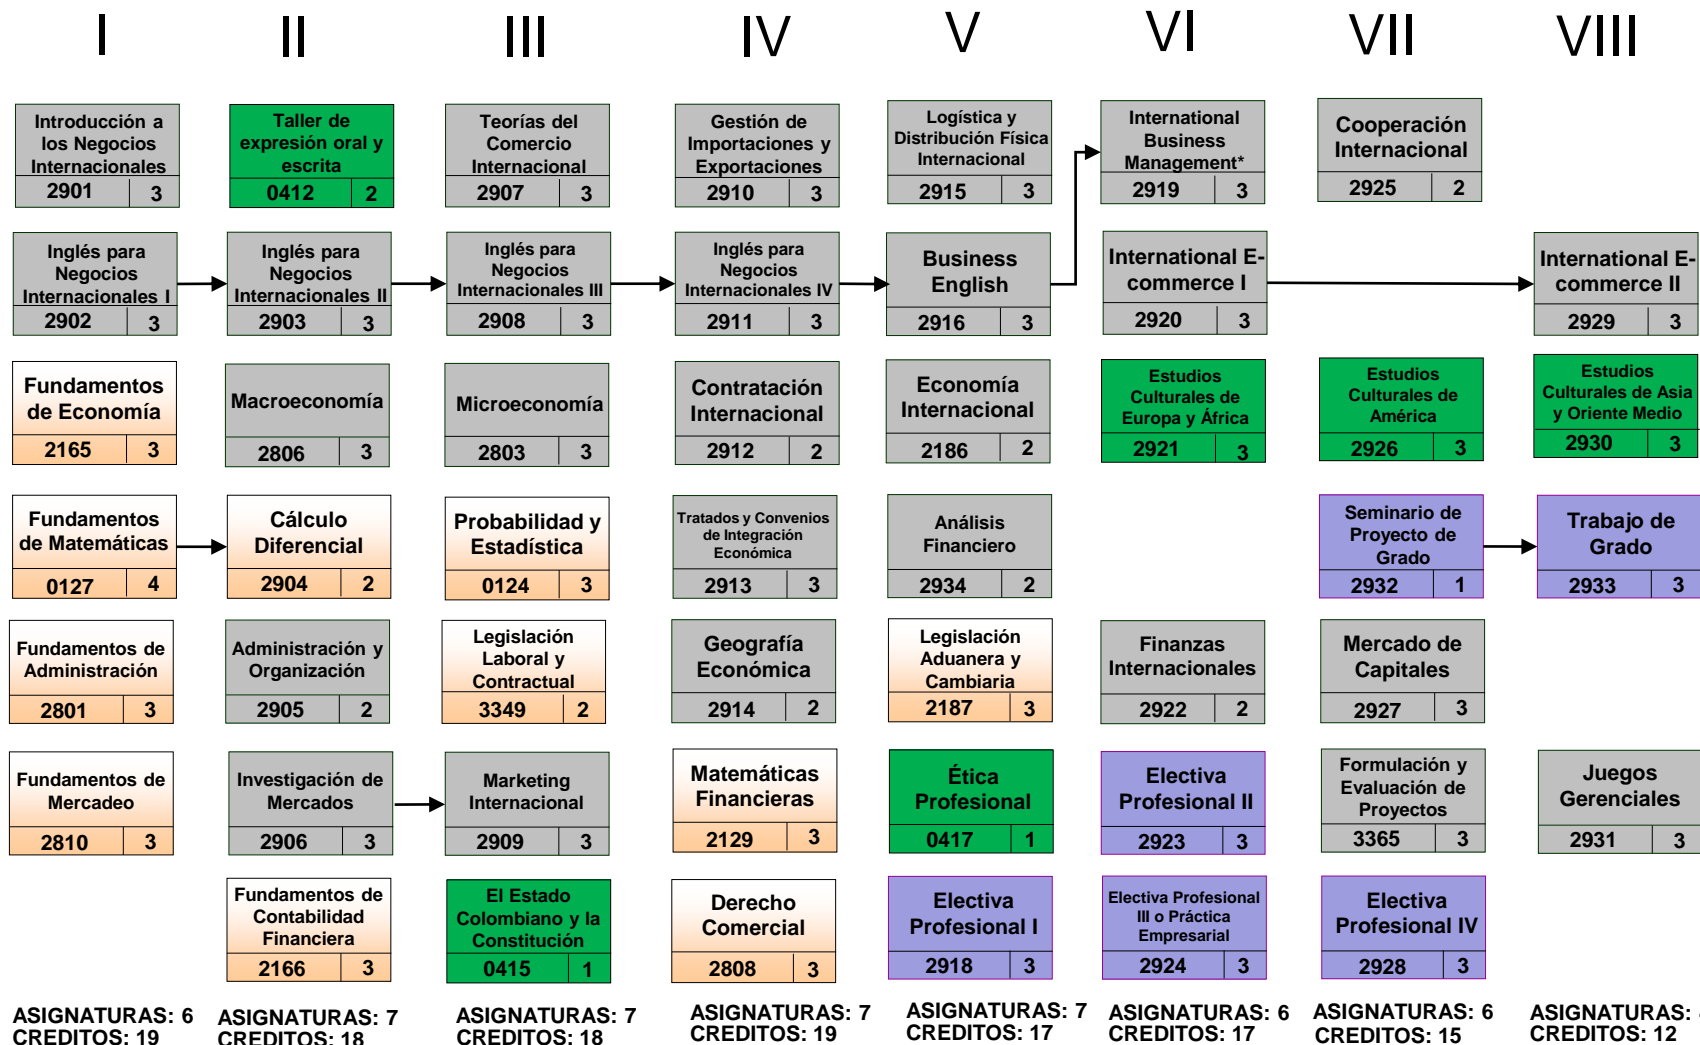 I II III IV V VI VII VIII
Introducción a
los Negocios
Internacionales
2901 3
Taller de
expresión oral y
escrita
0412 2
Teorías del
Comercio
Internacional
2907 3
Gestión de
Importaciones y
Exportaciones
2910 3
Logística y
Distribución Física
Internacional
2915 3
International
Business
Management*
2919 3
Cooperación
Internacional
2925 2
Inglés para
Negocios
Internacionales I
2902 3
Inglés para
Negocios
Internacionales II
2903 3
Inglés para
Negocios
Internacionales III
2908 3
Inglés para
Negocios
Internacionales IV
2911 3
Business
English
2916 3
International E-
commerce I
2920 3
International E-
commerce II
2929 3
Fundamentos
de Economía
2165 3
Macroeconomía
2806 3
Microeconomía
2803 3
Contratación
Internacional
2912 2
Economía
Internacional
2186 2
Estudios
Culturales de
Europa y África
2921 3
Estudios
Culturales de
América
2926 3
Estudios
Culturales de Asia
y Oriente Medio
2930 3
Fundamentos
de Matemáticas
0127 4
Cálculo
Diferencial
2904 2
Probabilidad y
Estadística
0124 3
Tratados y Convenios
de Integración
Económica
2913 3
Análisis
Financiero
2934 2
Seminario de
Proyecto de
Grado
2932 1
Trabajo de
Grado
2933 3
Fundamentos de
Administración
2801 3
Administración y
Organización
2905 2
Legislación
Laboral y
Contractual
3349 2
Geografía
Económica
2914 2
Legislación
Aduanera y
Cambiaria
2187 3
Finanzas
Internacionales
2922 2
Mercado de
Capitales
2927 3
Fundamentos de
Mercadeo
2810 3
Investigación de
Mercados
2906 3
Marketing
Internacional
2909 3
Matemáticas
Financieras
2129 3
Ética
Profesional
0417 1
Electiva
Profesional II
2923 3
Formulación y
Evaluación de
Proyectos
3365 3
Juegos
Gerenciales
2931 3
Fundamentos de
Contabilidad
Financiera
2166 3
El Estado
Colombiano y la
Constitución
0415 1
Derecho
Comercial
2808 3
Electiva
Profesional I
2918 3
Electiva Profesional
III o Práctica
Empresarial
2924 3
Electiva
Profesional IV
2928 3
ASIGNATURAS: 6
CREDITOS: 19
ASIGNATURAS: 7
CREDITOS: 18
ASIGNATURAS: 7
CREDITOS: 18
ASIGNATURAS: 7
CREDITOS: 19
ASIGNATURAS: 7
CREDITOS: 17
ASIGNATURAS: 6
CREDITOS: 17
ASIGNATURAS: 6
CREDITOS: 15
ASIGNATURAS:
CREDITOS: 12